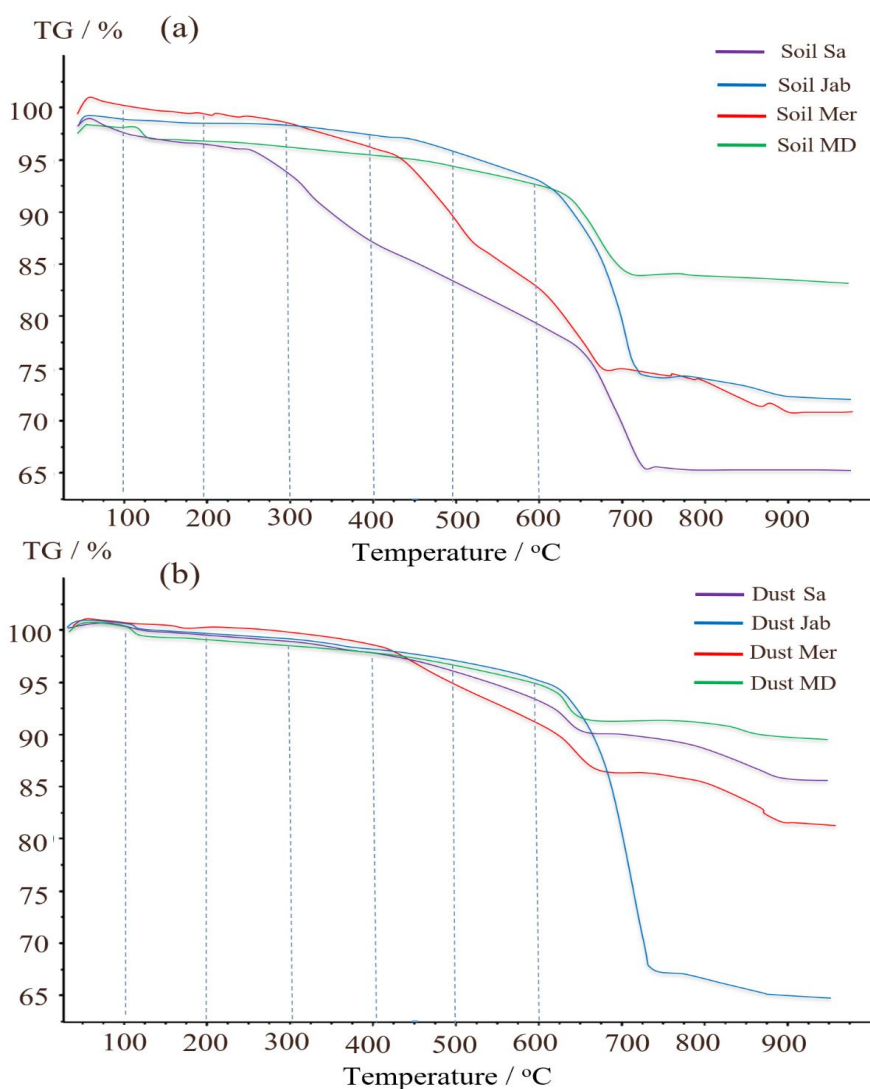 TG / %
(a)
Soil Sa
Soil Jab
Soil Mer
Soil MD
100
95
90
85
80
75
70
65
100 200 300 400 500 600 700 800 900
Temperature / ᵒC
TG / %
(b)
Dust Sa
Dust Jab
Dust Mer
Dust MD
100
95
90
85
80
75
70
65
100 200 300 400 500 600 700 800 900
Temperature / ᵒC